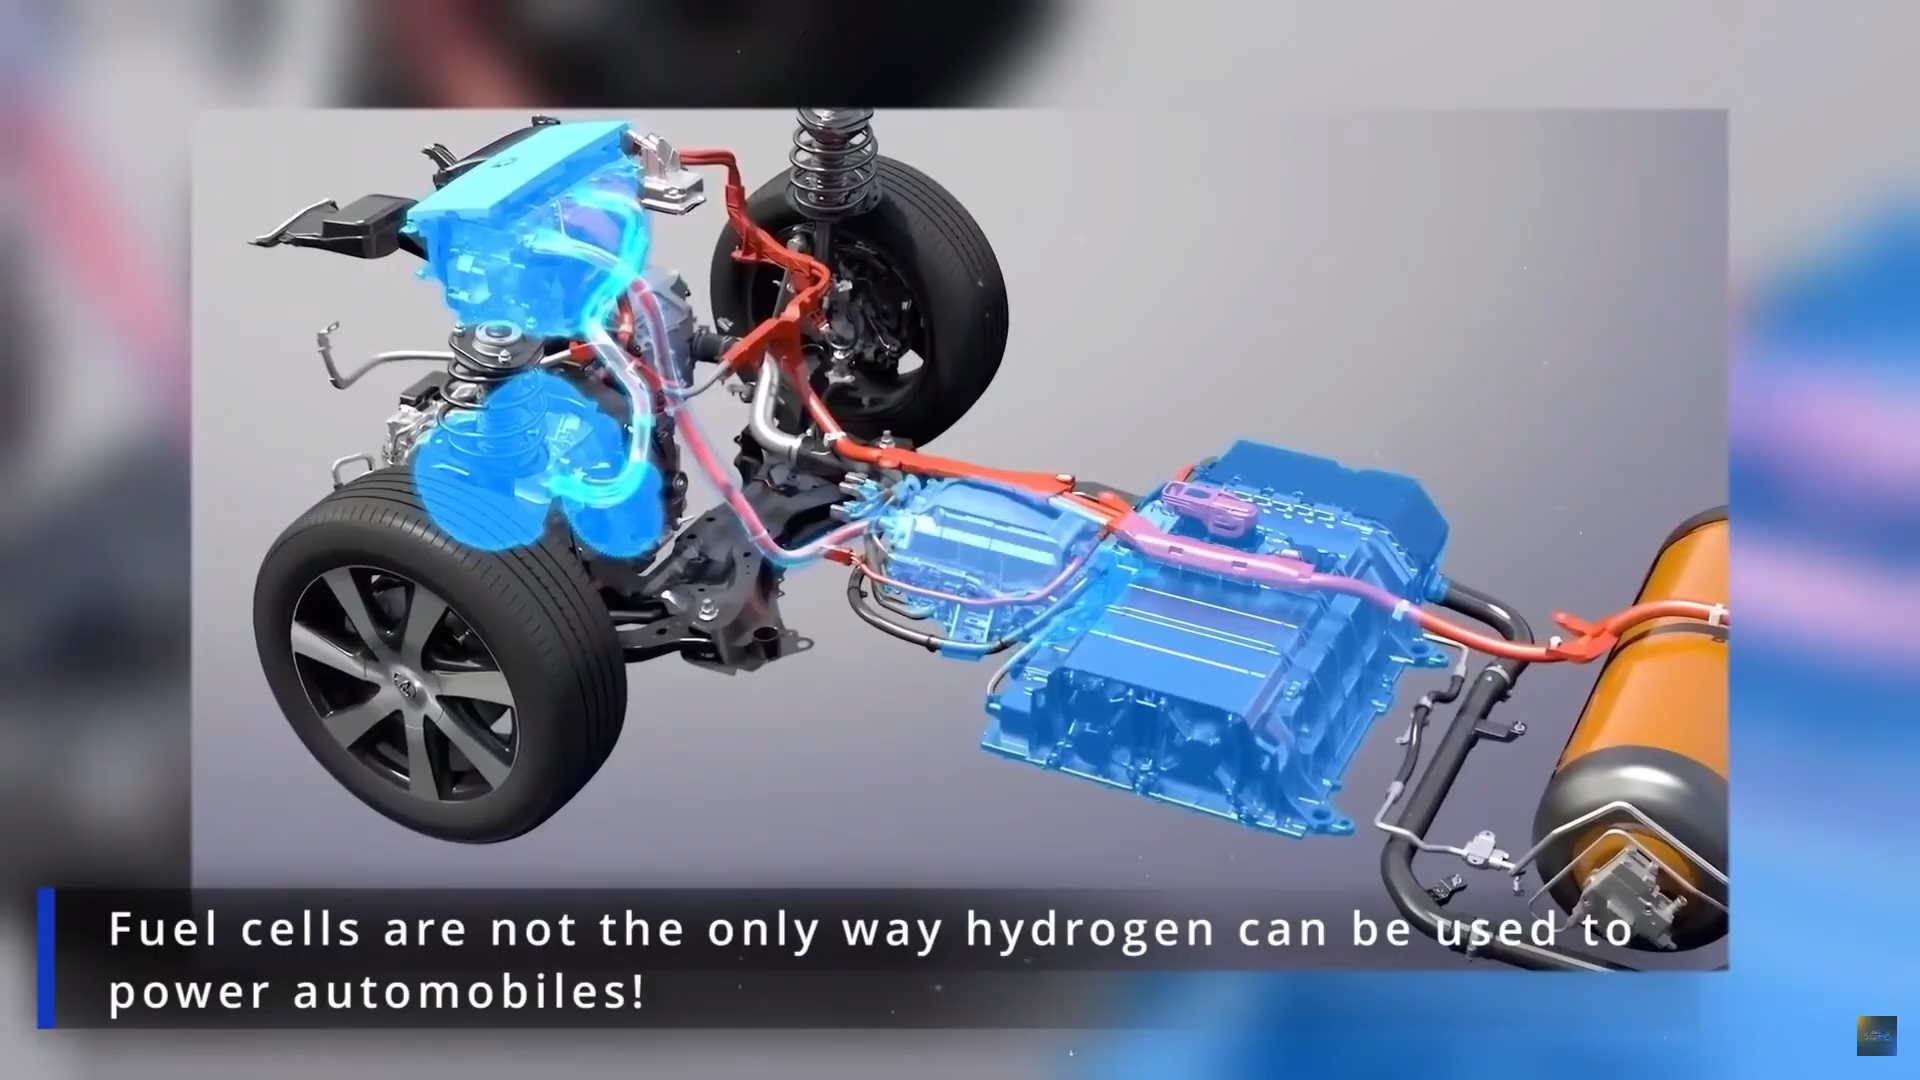 Fuel cells are not the only way hydrogen can be used to
power automobiles!